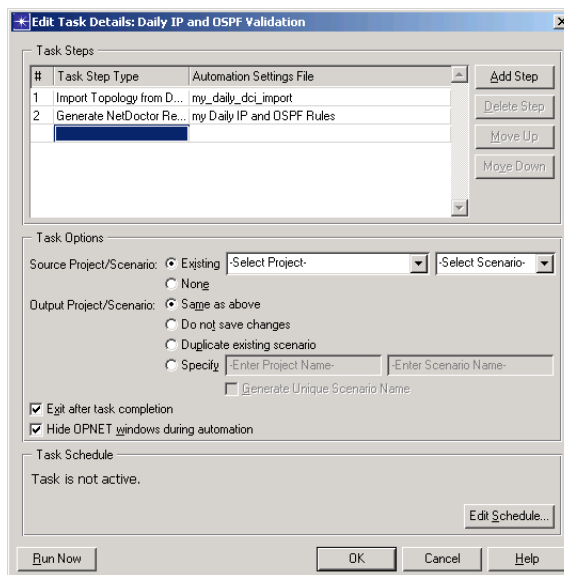 Edit Task Details: Daily IP and OSPF Validation
Task Steps
# Task Step Type Automation Settings File
1 Import Topology from D... my_daily_dci_import
2 Generate NetDoctor Re... my Daily IP and OSPF Rules
Add Step
Delete Step
Move Up
Move Down
Task Options
Source Project/Scenario: Existing -Select Project- -Select Scenario-
None
Output Project/Scenario: Same as above
Do not save changes
Duplicate existing scenario
Specify -Enter Project Name- -Enter Scenario Name-
Generate Unique Scenario Name
Exit after task completion
Hide OPNET windows during automation
Task Schedule
Task is not active.
Edit Schedule...
Run Now OK Cancel Help